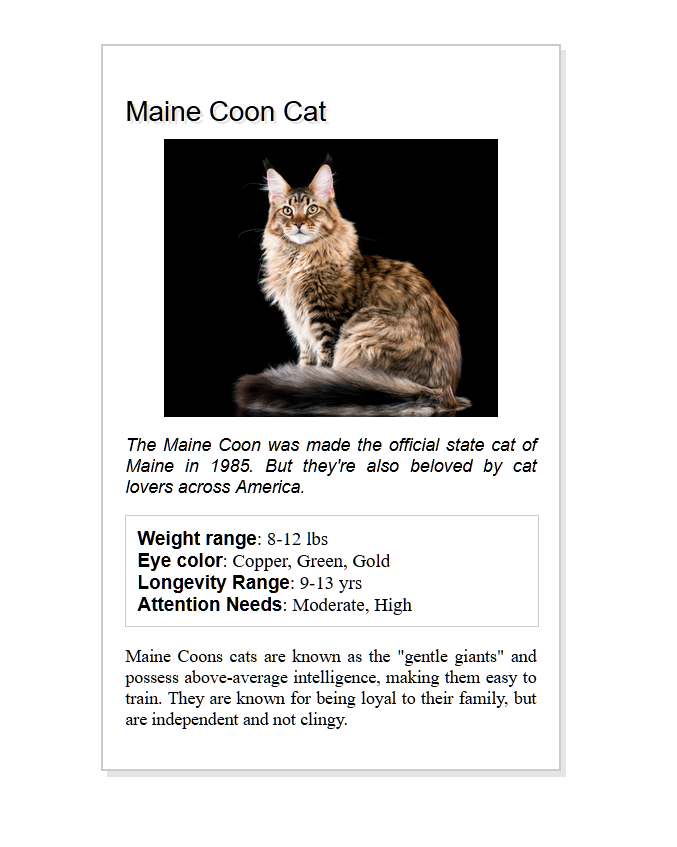 Maine Coon Cat
The Maine Coon was made the official state cat of
Maine in 1985. But they're also beloved by cat
lovers across America.
Weight range: 8-12 lbs
Eye color: Copper, Green, Gold
Longevity Range: 9-13 yrs
Attention Needs: Moderate, High
Maine Coons cats are known as the "gentle giants" and
possess above-average intelligence, making them easy to
train. They are known for being loyal to their family, but
are independent and not clingy.